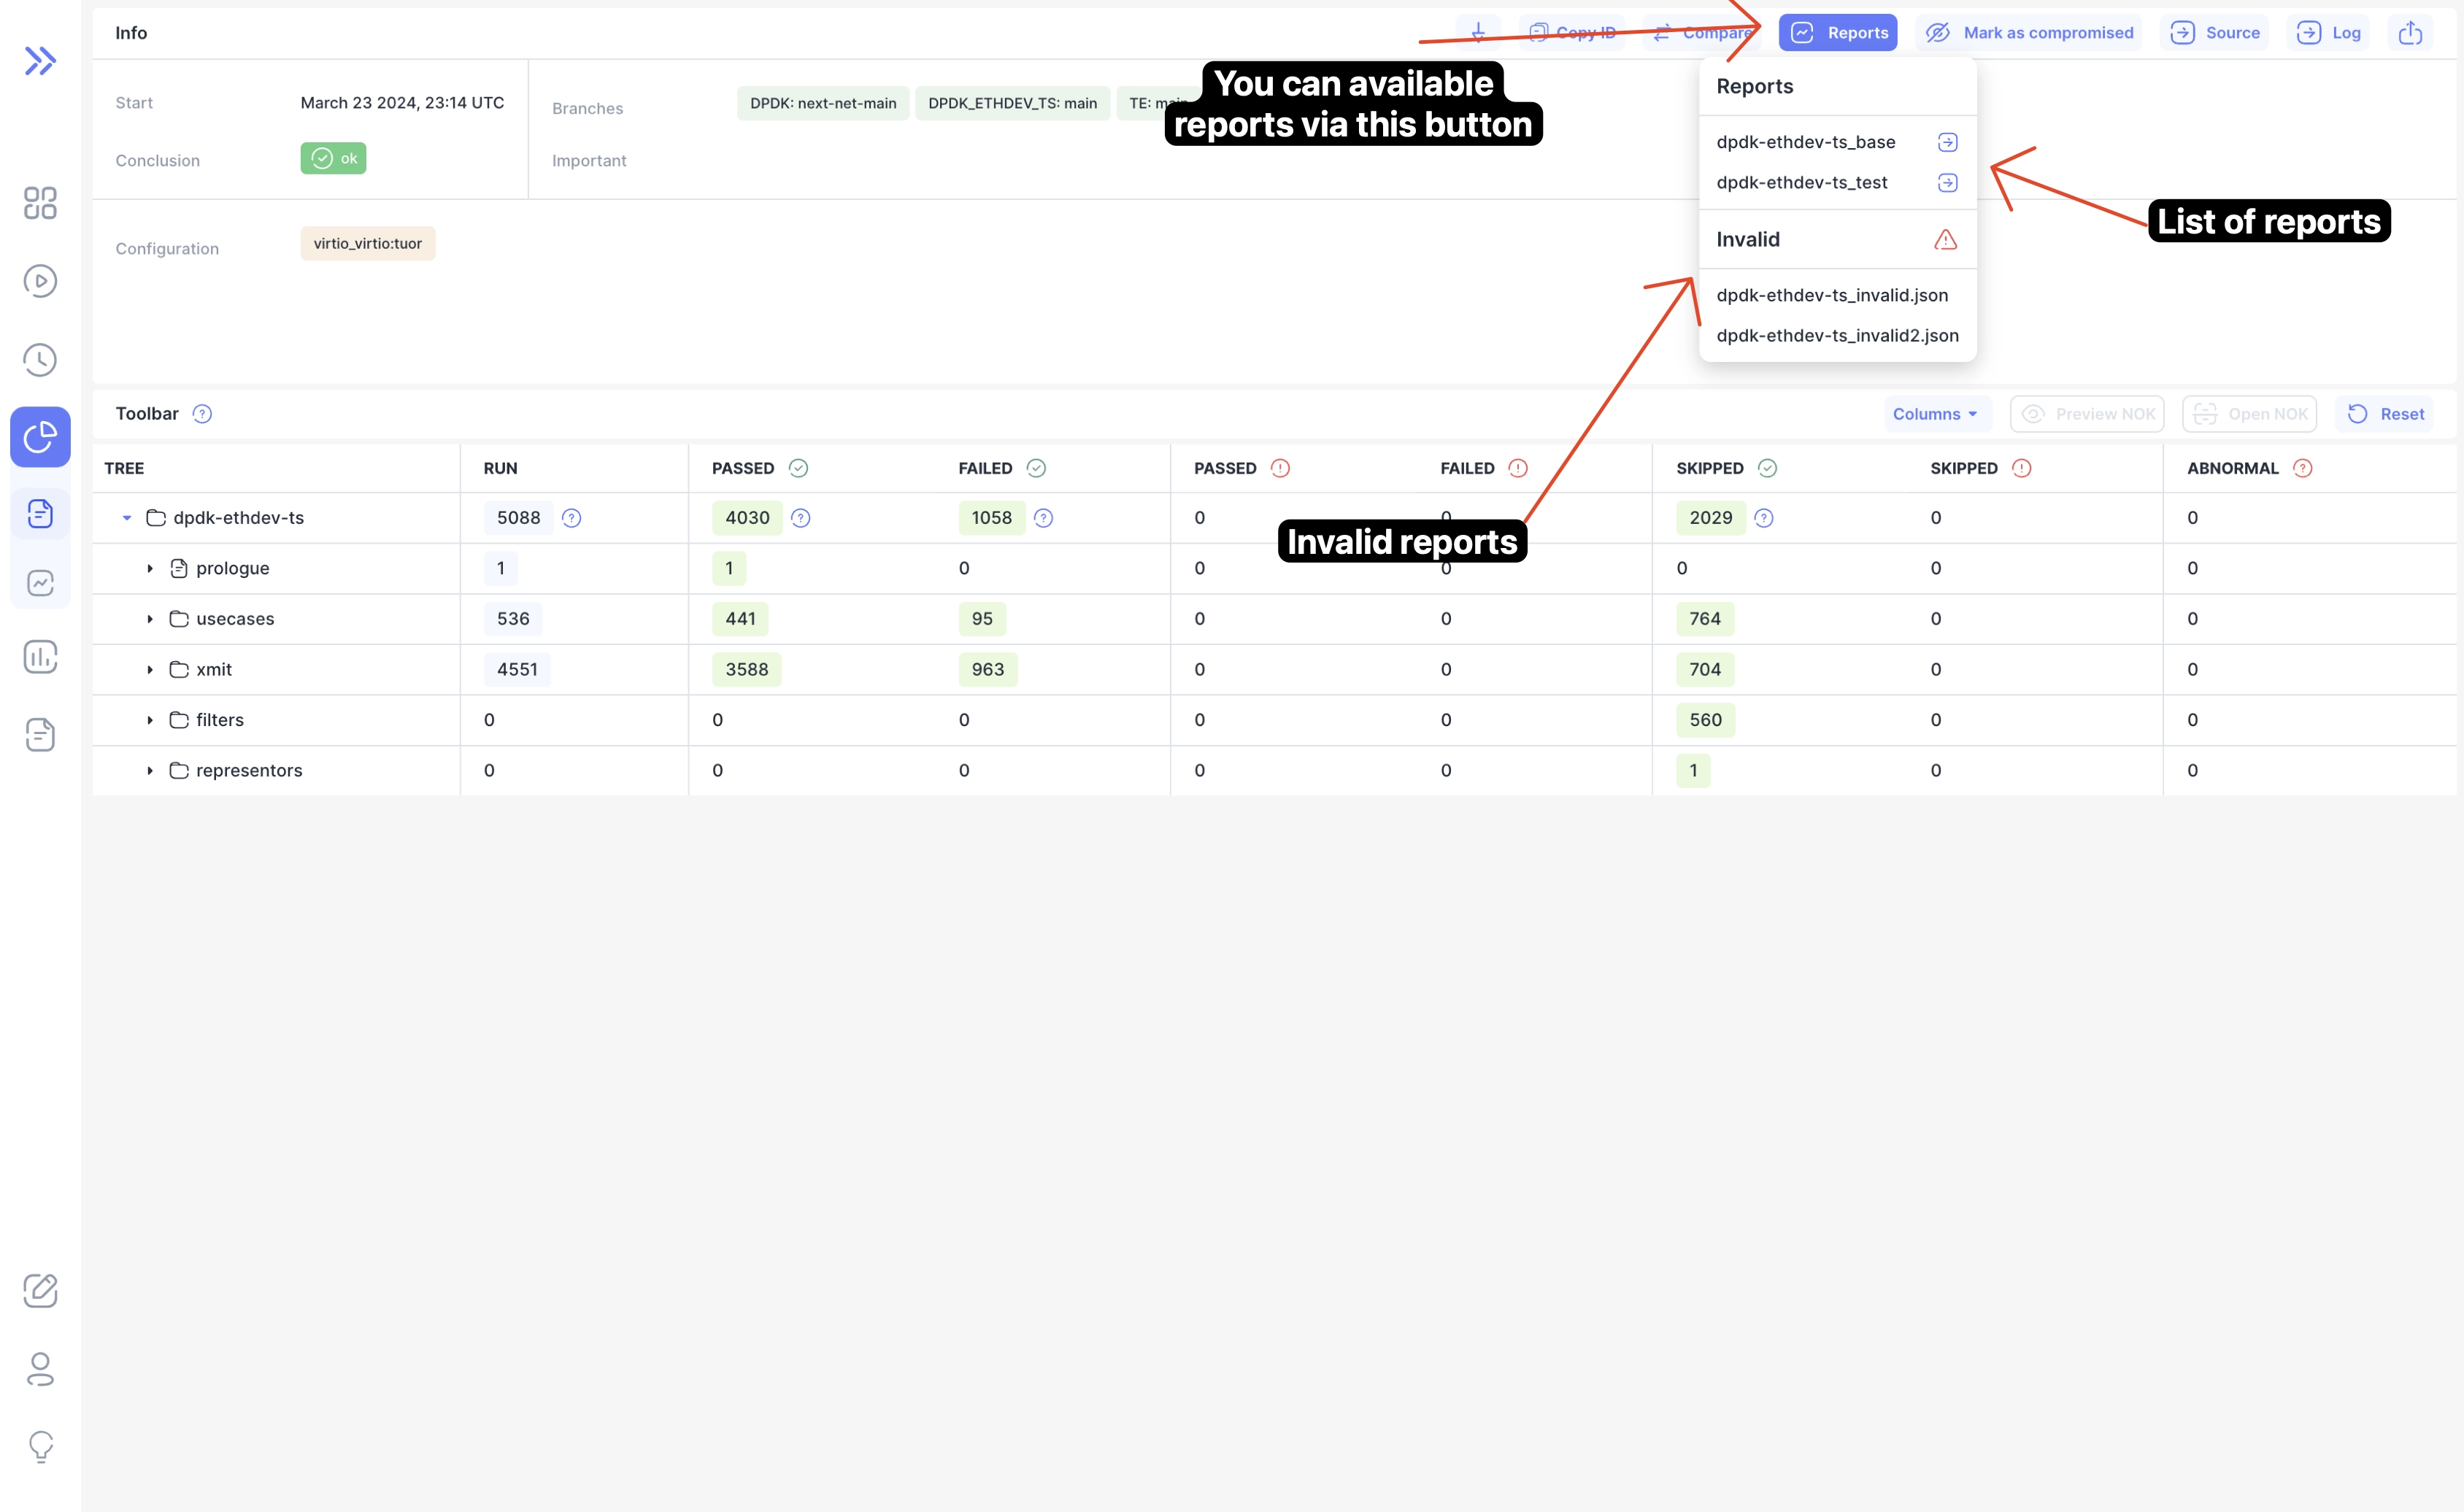 Info
Copy ID
Compare
Reports
Mark as compromised
Source
Log
Start
March 23 2024, 23:14 UTC
Conclusion
ok
Branches
DPDK: next-net-main
DPDK_ETHDEV_TS: main
TE: main
Important
You can available
reports via this button
Reports
dpdk-ethdev-ts_base
dpdk-ethdev-ts_test
Invalid
dpdk-ethdev-ts_invalid.json
dpdk-ethdev-ts_invalid2.json
List of reports
Configuration
virtio_virtio:tuor
Toolbar
Columns
Preview NOK
Open NOK
Reset
TREE RUN PASSED FAILED PASSED FAILED SKIPPED SKIPPED ABNORMAL
dpdk-ethdev-ts 5088 4030 1058 0 0 2029 0 0
Invalid reports
prologue 1 1 0 0 0 0 0 0
usecases 536 441 95 0 0 764 0 0
xmit 4551 3588 963 0 0 704 0 0
filters 0 0 0 0 0 560 0 0
representors 0 0 0 0 0 1 0 0